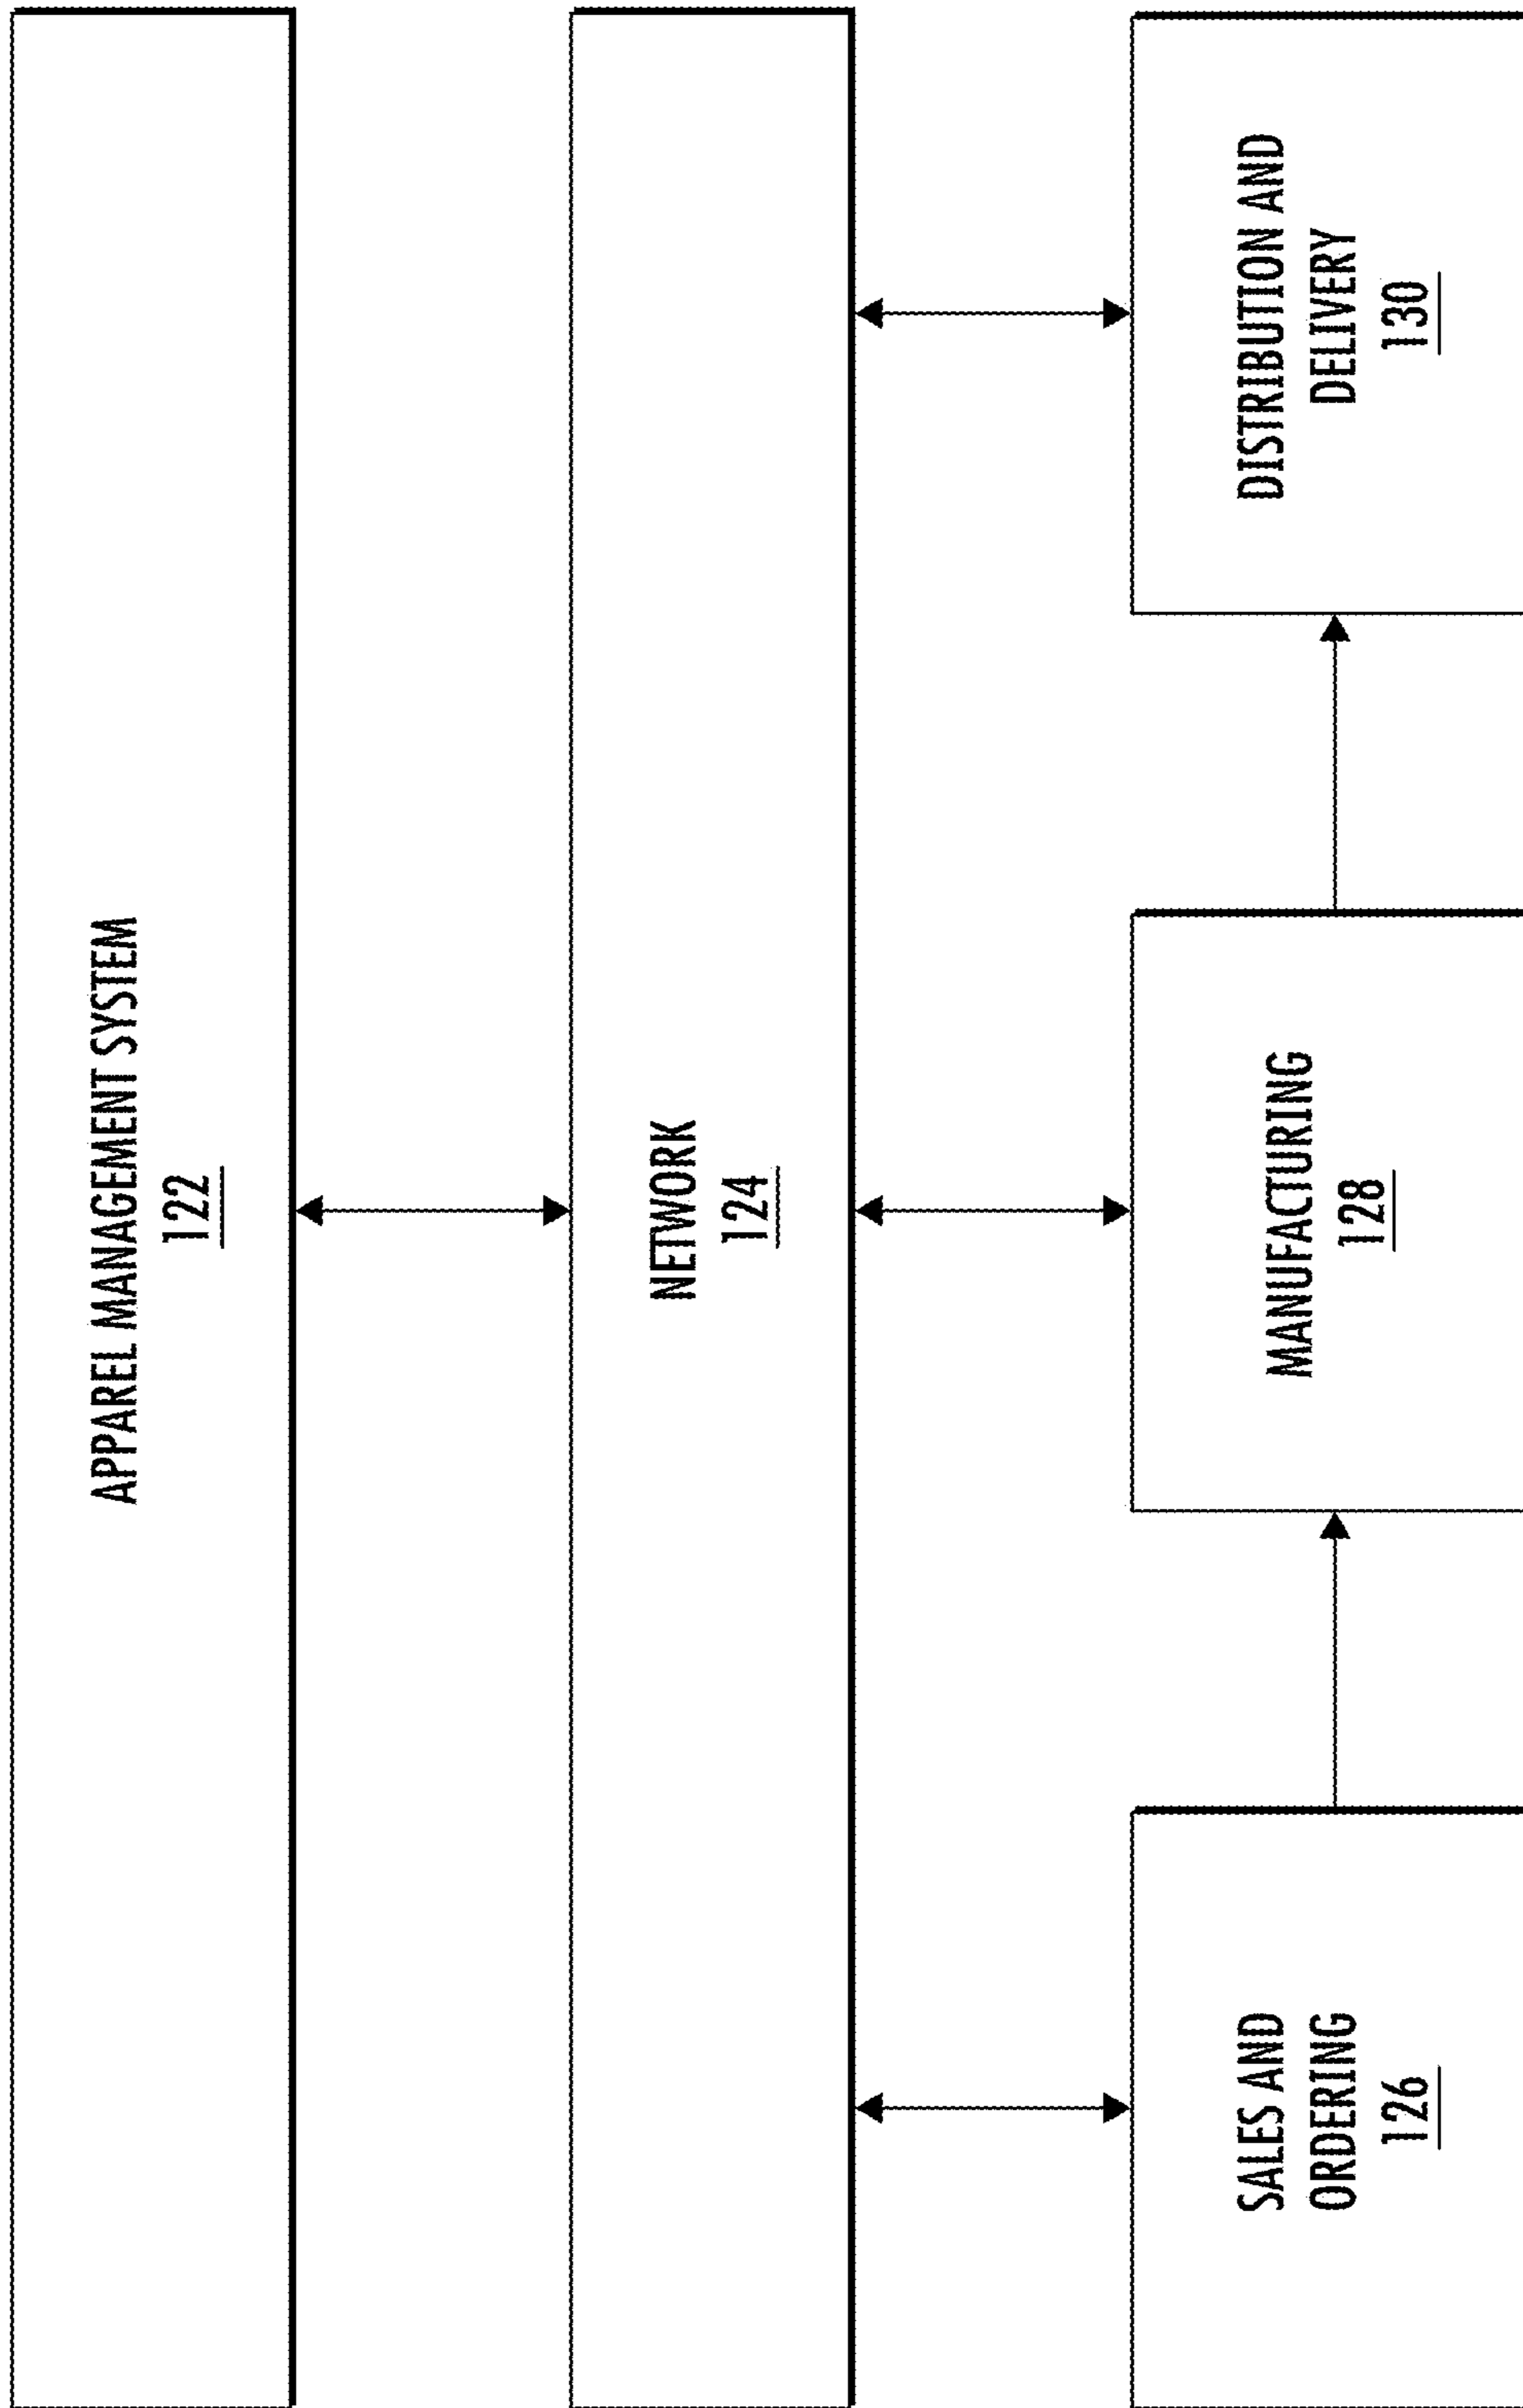 APPAREL MANAGEMENT SYSTEM
122
NETWORK
124
SALES AND
ORDERING
126
MANUFACTURING
128
DISTRIBUTION AND
DELIVERY
130